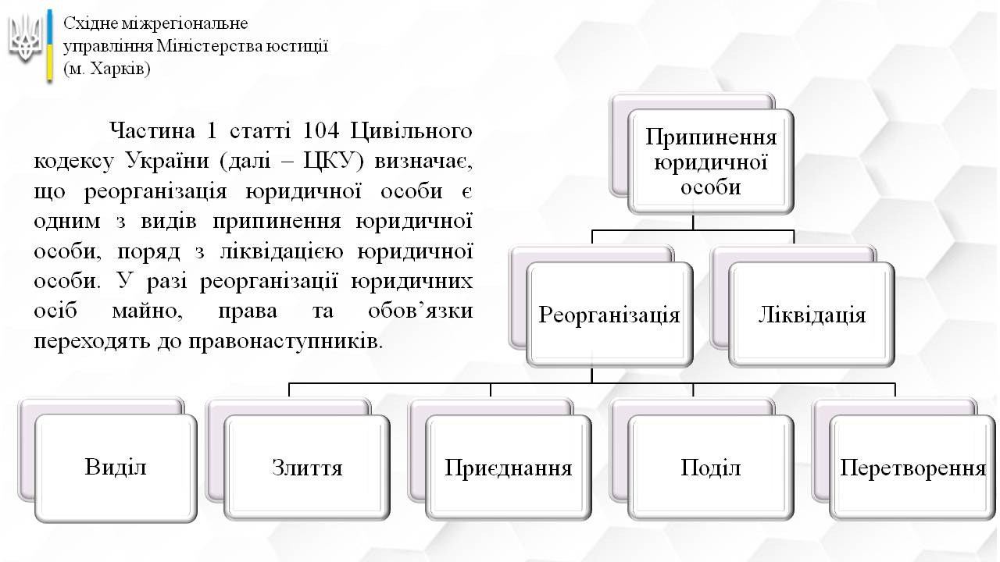 Східне міжрегіональне
управління Міністерства юстиції
(м. Харків)
Частина 1 статті 104 Цивільного
кодексу України (далі – ЦКУ) визначає,
що реорганізація юридичної особи є
одним з видів припинення юридичної
особи, поряд з ліквідацією юридичної
особи. У разі реорганізації юридичних
осіб майно, права та обов’язки
переходять до правонаступників.
Припинення
юридичної
особи
Реорганізація
Ліквідація
Виділ
Злиття
Приєднання
Поділ
Перетворення